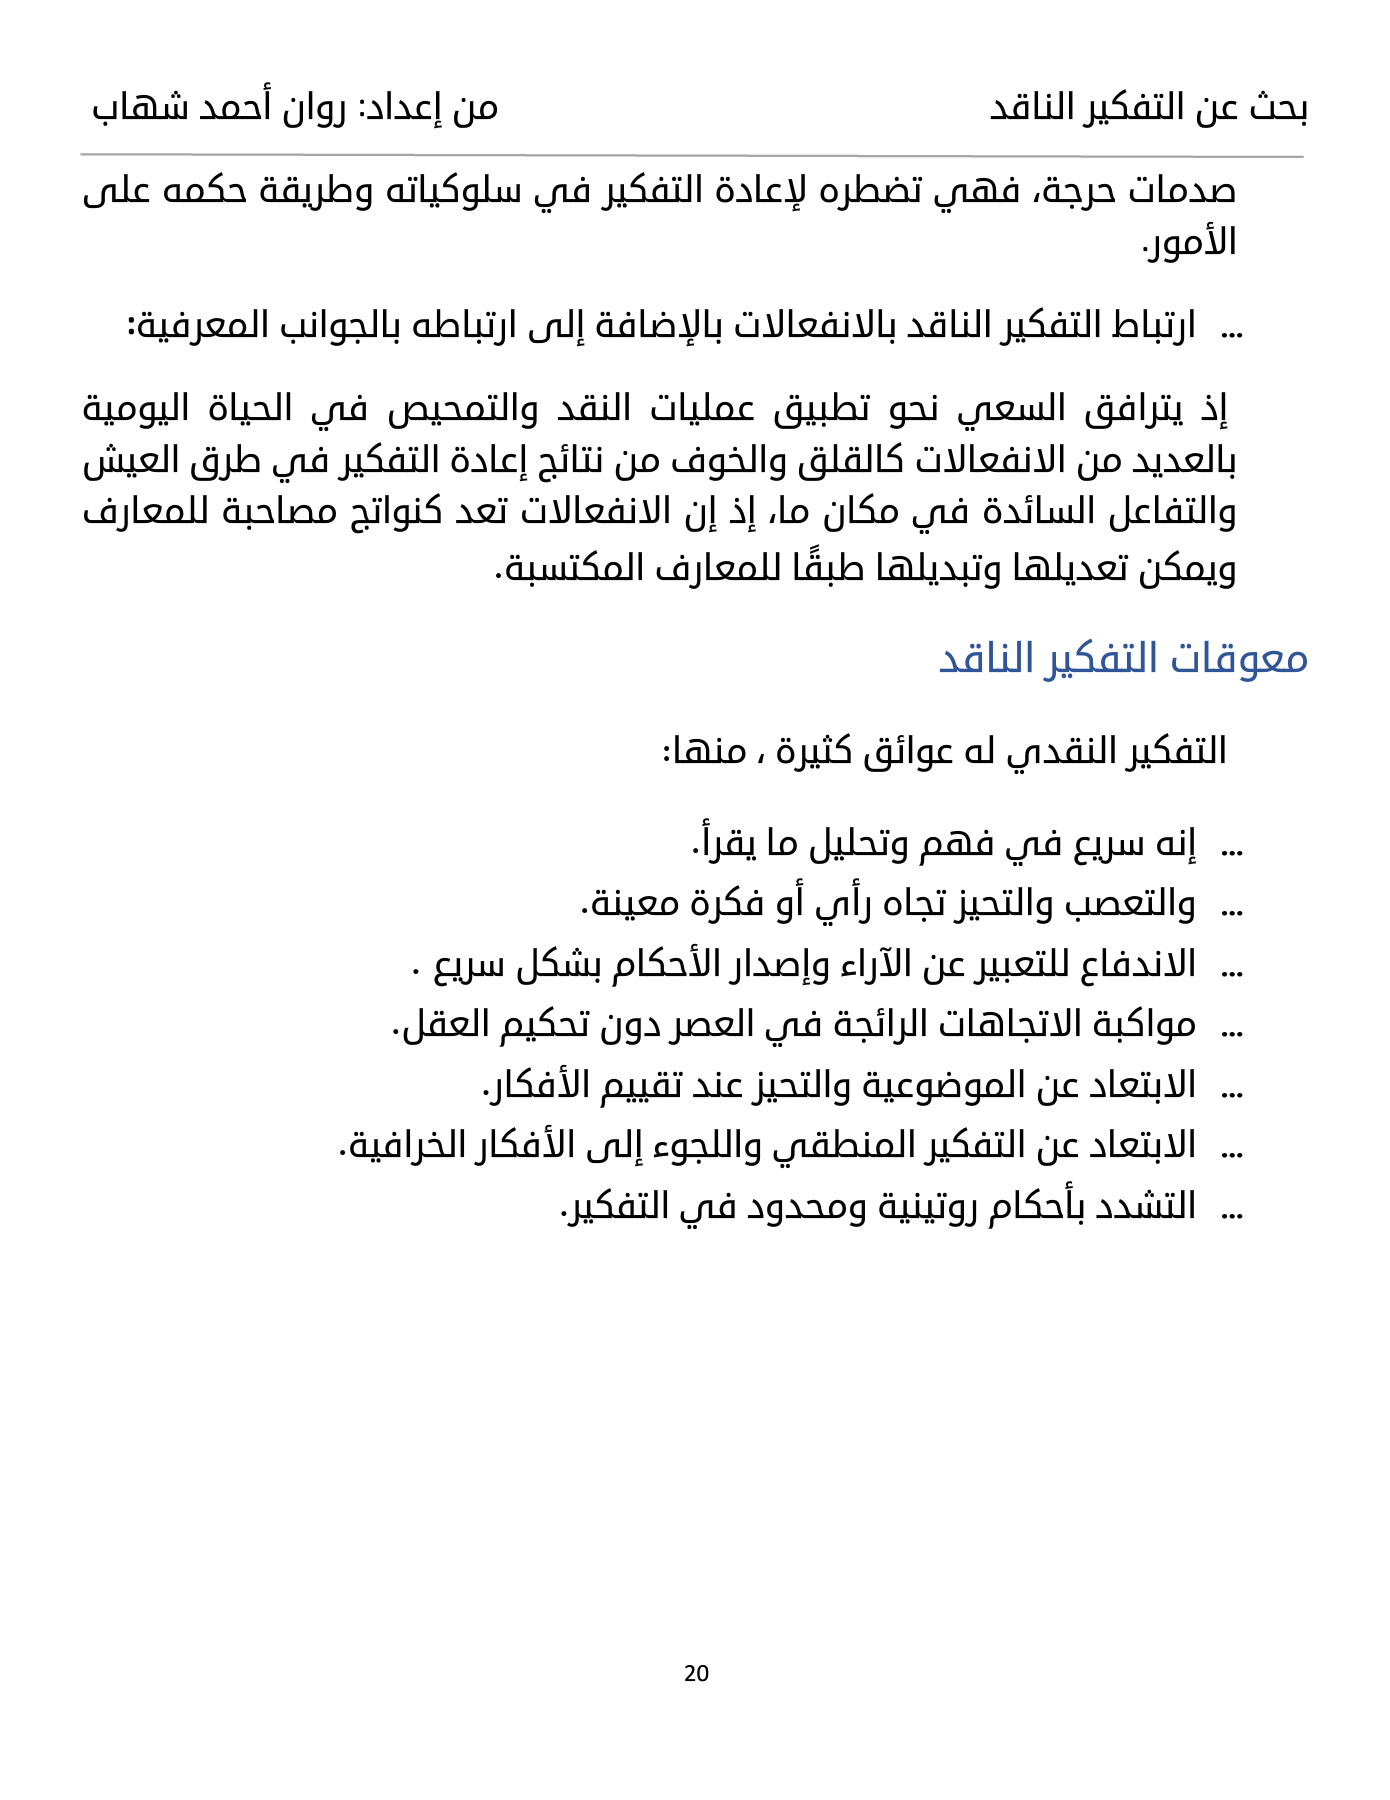 بحث عن التفكير الناقد من إعداد: روان أحمد شهاب
صدمات حرجة، فهي تضطره لإعادة التفكير في سلوكياته وطريقة حكمه على
الأمور.
... ارتباط التفكير الناقد بالانفعالات بالإضافة إلى ارتباطه بالجوانب المعرفية:
إذ يترافق السعي نحو تطبيق عمليات النقد والتمحيص في الحياة اليومية
بالعديد من الانفعالات كالقلق والخوف من نتائج إعادة التفكير في طرق العيش
والتفاعل السائدة في مكان ما، إذ إن الانفعالات تعد كنواتج مصاحبة للمعارف
ويمكن تعديلها وتبديلها طبقًا للمعارف المكتسبة.
معوقات التفكير الناقد
التفكير النقدي له عوائق كثيرة ، منها:
... إنه سريع في فهم وتحليل ما يقرأ.
... والتعصب والتحيز تجاه رأي أو فكرة معينة.
... الاندفاع للتعبير عن الآراء وإصدار الأحكام بشكل سريع .
... مواكبة الاتجاهات الرائجة في العصر دون تحكيم العقل.
... الابتعاد عن الموضوعية والتحيز عند تقييم الأفكار.
... الابتعاد عن التفكير المنطقي واللجوء إلى الأفكار الخرافية.
... التشدد بأحكام روتينية ومحدود في التفكير.
20